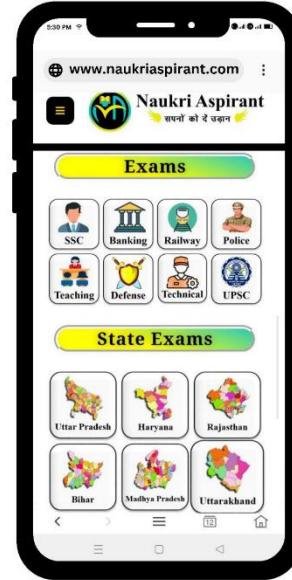 5:30 PM
www.naukriaspirant.com
Naukri Aspirant
सपनों को दें उड़ान
Exams
SSC Banking Railway Police
Teaching Defense Technical UPSC
State Exams
Uttar Pradesh Haryana Rajasthan
Bihar Madhya Pradesh Uttarakhand
12